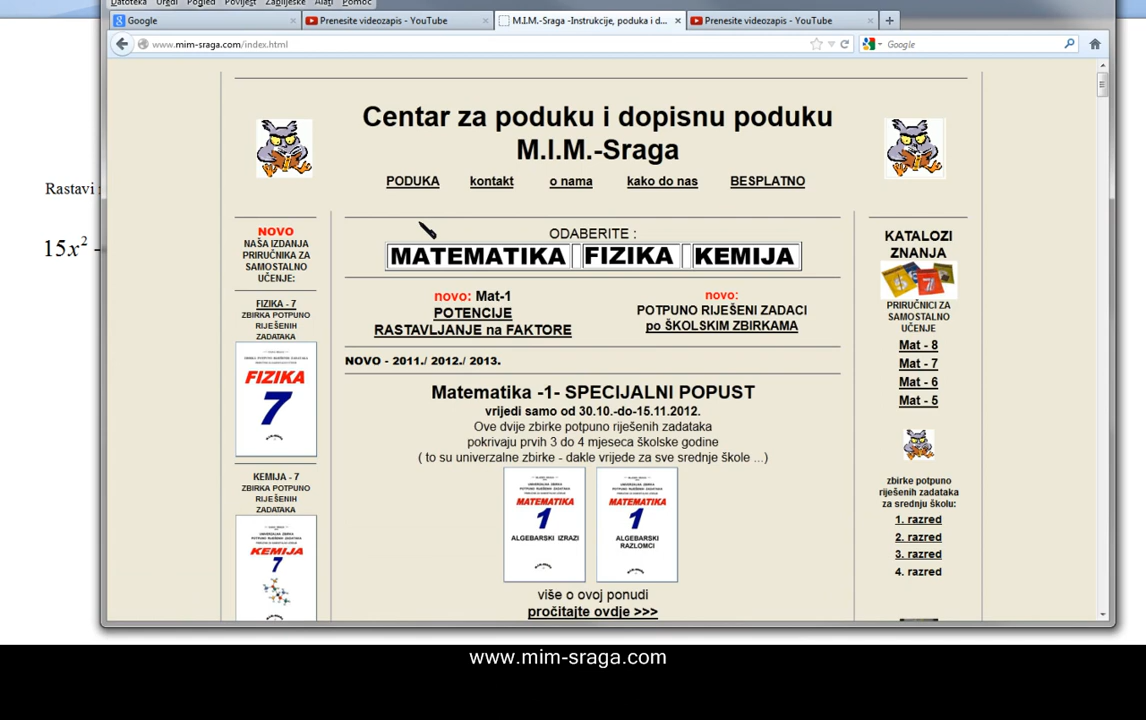 Datoteka Uredi Pogled Povijest Zabilješke Alati Pomoć
Google
Prenesite videozapis - YouTube
M.I.M.-Sraga -Instrukcije, poduka i d...
Prenesite videozapis - YouTube
www.mim-sraga.com/index.html
Google
Centar za poduku i dopisnu poduku
M.I.M.-Sraga
PODUKA kontakt o nama kako do nas BESPLATNO
Rastavi
15x² -
NOVO
NAŠA IZDANJA
PRIRUČNIKA ZA
SAMOSTALNO
UČENJE:
FIZIKA - 7
ZBIRKA POTPUNO
RIJEŠENIH
ZADATAKA
FIZIKA
7
KEMIJA - 7
ZBIRKA POTPUNO
RIJEŠENIH
ZADATAKA
KEMIJA
7
ODABERITE :
MATEMATIKA FIZIKA KEMIJA
novo: Mat-1
POTENCIJE
RASTAVLJANJE na FAKTORE
novo:
POTPUNO RIJEŠENI ZADACI
po ŠKOLSKIM ZBIRKAMA
NOVO - 2011./ 2012./ 2013.
Matematika -1- SPECIJALNI POPUST
vrijedi samo od 30.10.-do-15.11.2012.
Ove dvije zbirke potpuno riješenih zadataka
pokrivaju prvih 3 do 4 mjeseca školske godine
( to su univerzalne zbirke - dakle vrijede za sve srednje škole ...)
MATEMATIKA
1
ALGEBARSKI IZRAZI
MATEMATIKA
1
ALGEBARSKI
RAZLOMCI
više o ovoj ponudi
pročitajte ovdje >>>
KATALOZI
ZNANJA
PRIRUČNICI ZA
SAMOSTALNO
UČENJE
Mat - 8
Mat - 7
Mat - 6
Mat - 5
zbirke potpuno
riješenih zadataka
za srednju školu:
1. razred
2. razred
3. razred
4. razred
www.mim-sraga.com